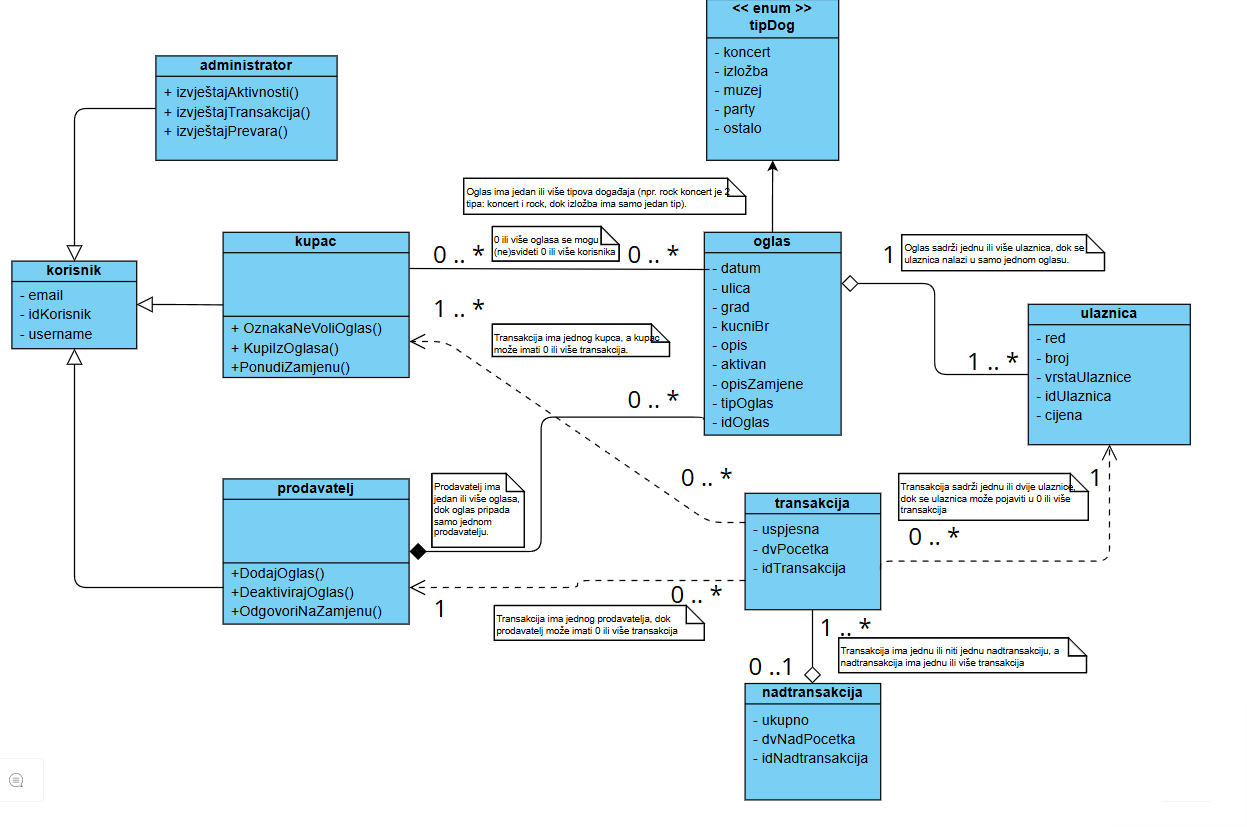 << enum >>
tipDog
- koncert
- izložba
- muzej
- party
- ostalo
administrator
+ izvještajAktivnosti()
+ izvještajTransakcija()
+ izvještajPrevara()
Oglas ima jedan ili više tipova događaja (npr. rock koncert je 2
tipa: koncert i rock, dok izložba ima samo jedan tip).
kupac
+ OznakaNeVoliOglas()
+ KupiIzOglasa()
+PonudiZamjenu()
0 .. *
0 ili više oglasa se mogu
(ne)svideti 0 ili više korisnika
0 .. *
oglas
- datum
- ulica
- grad
- kucniBr
- opis
- aktivan
- opisZamjene
- tipOglas
- idOglas
1
Oglas sadrži jednu ili više ulaznica, dok se
ulaznica nalazi u samo jednom oglasu.
korisnik
- email
- idKorisnik
- username
1 .. *
Transakcija ima jednog kupca, a kupac
može imati 0 ili više transakcija.
ulaznica
- red
- broj
- vrstaUlaznice
- idUlaznica
- cijena
1 .. *
0 .. *
prodavatelj
+DodajOglas()
+DeaktivirajOglas()
+OdgovoriNaZamjenu()
Prodavatelj ima
jedan ili više oglasa,
dok oglas pripada
samo jednom
prodavatelju.
0 .. *
transakcija
- uspjesna
- dvPocetka
- idTransakcija
Transakcija sadrži jednu ili dvije ulaznice,
dok se ulaznica može pojaviti u 0 ili više
transakcija
1
0 .. *
1
0 .. *
Transakcija ima jednog prodavatelja, dok
prodavatelj može imati 0 ili više transakcija
1 .. *
Transakcija ima jednu ili niti jednu nadtransakciju, a
nadtransakcija ima jednu ili više transakcija
0 ..1
nadtransakcija
- ukupno
- dvNadPocetka
- idNadtransakcija